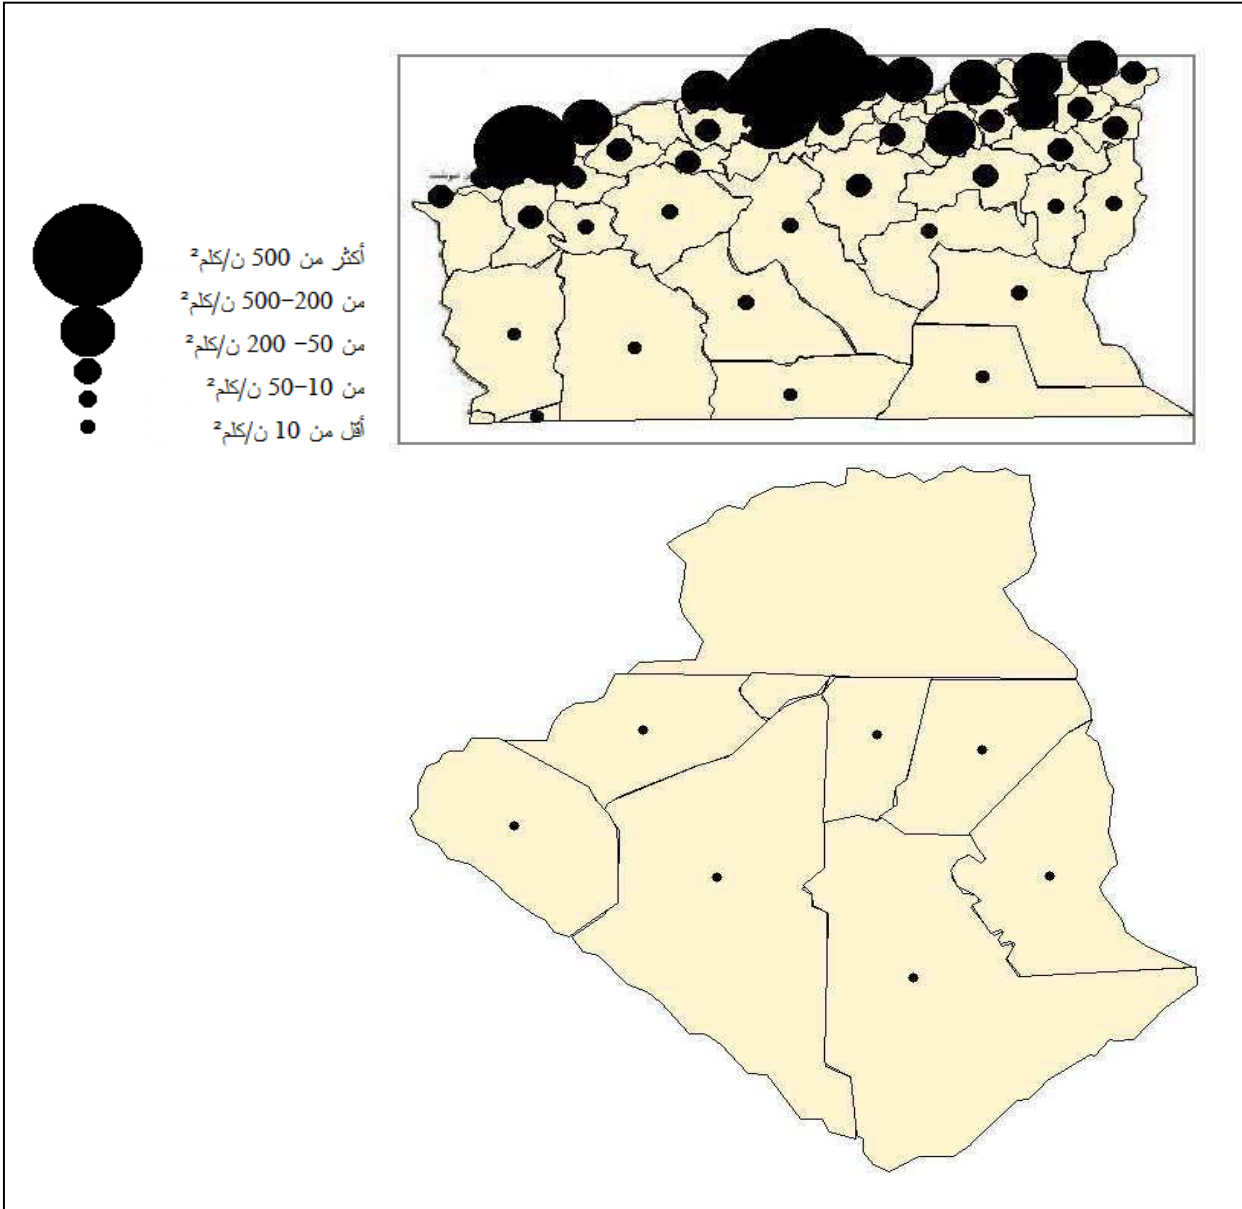 أكثر من 500 ن/كلم²
من 200-500 ن/كلم²
من 50- 200 ن/كلم²
من 10-50 ن/كلم²
أقل من 10 ن/كلم²